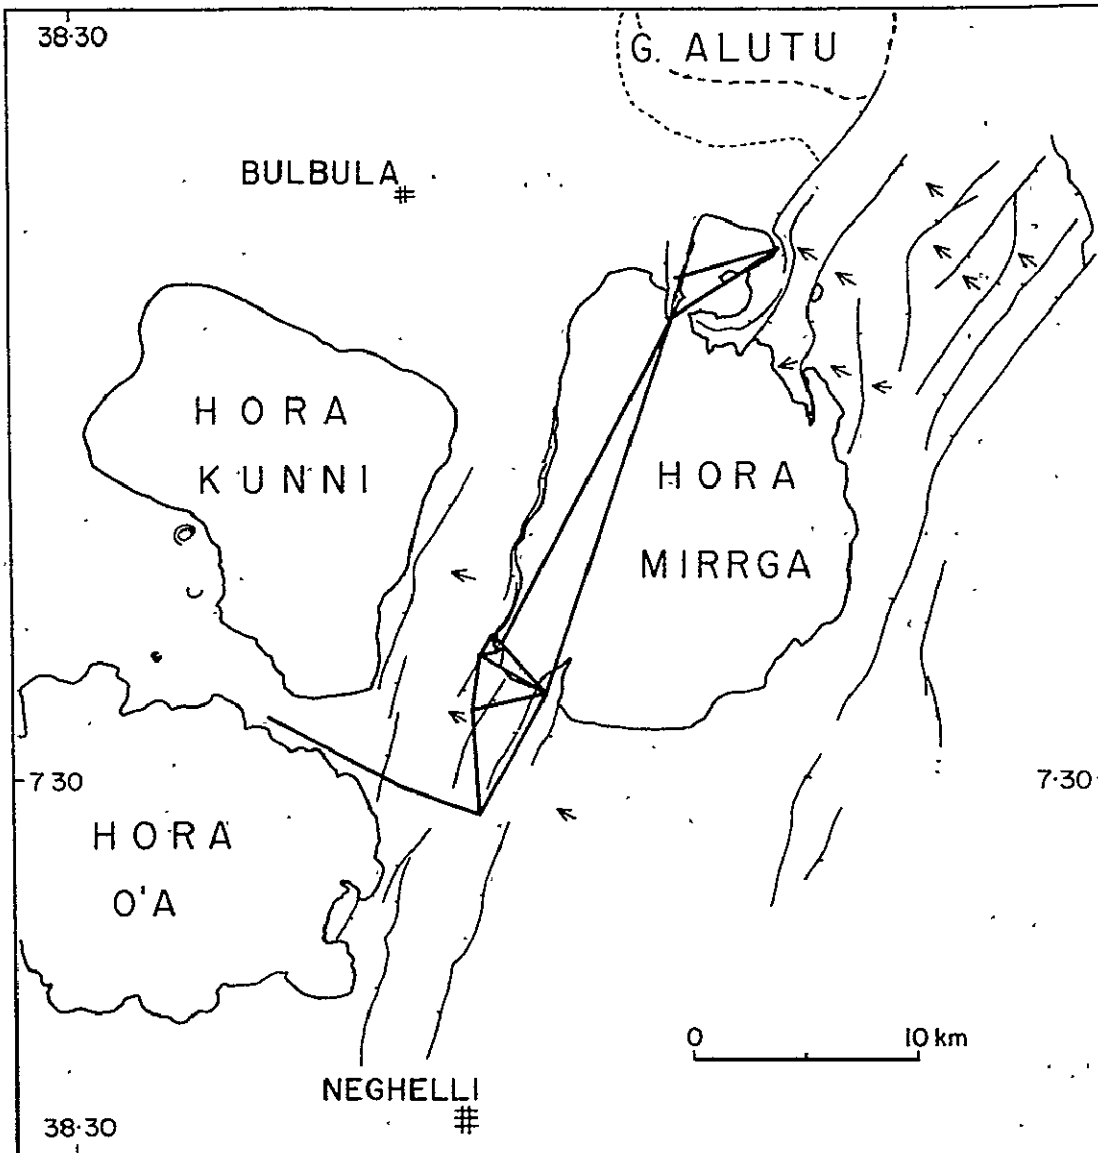 38·30
G. ALUTU
BULBULA
HORA
KUNNI
HORA
MIRRGA
7·30
7·30
HORA
O'A
0 10 km
NEGHELLI
38·30